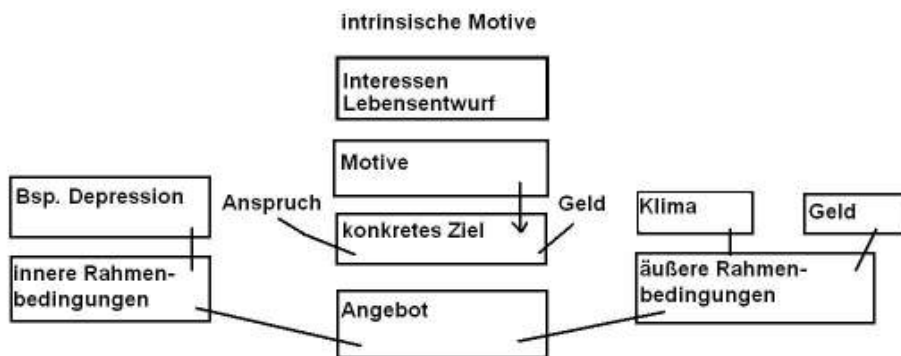 intrinsische Motive
Interessen
Lebensentwurf
Motive
Bsp. Depression
Anspruch
Geld
Klima
Geld
konkretes Ziel
innere Rahmen-
bedingungen
äußere Rahmen-
bedingungen
Angebot